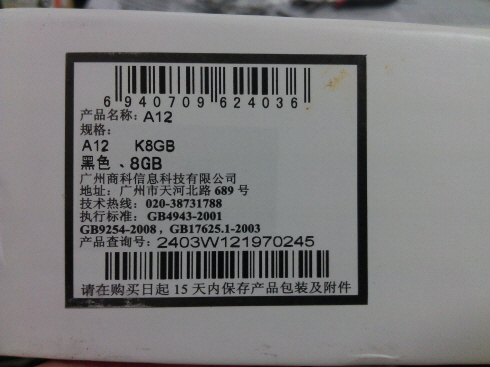 6 940709 624036
产品名称: A12
规格:
A12 K8GB
黑色、8GB
广州商科信息科技有限公司
地址: 广州市天河北路 689 号
技术热线: 020-38731788
执行标准: GB4943-2001
GB9254-2008, GB17625.1-2003
产品查询号: 2403W121970245
请在购买日起 15 天内保存产品包装及附件